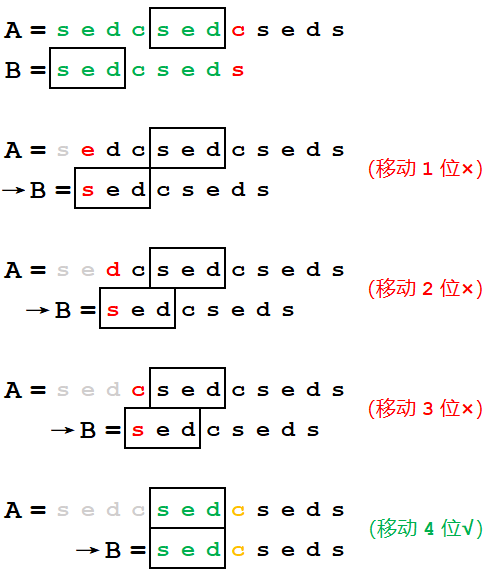 A = s e d c s e d c s e d s
B = s e d c s e d s
A = s e d c s e d c s e d s
→ B = s e d c s e d s
(移动 1 位×)
A = s e d c s e d c s e d s
→ B = s e d c s e d s
(移动 2 位×)
A = s e d c s e d c s e d s
→ B = s e d c s e d s
(移动 3 位×)
A = s e d c s e d c s e d s
→ B = s e d c s e d s
(移动 4 位√)